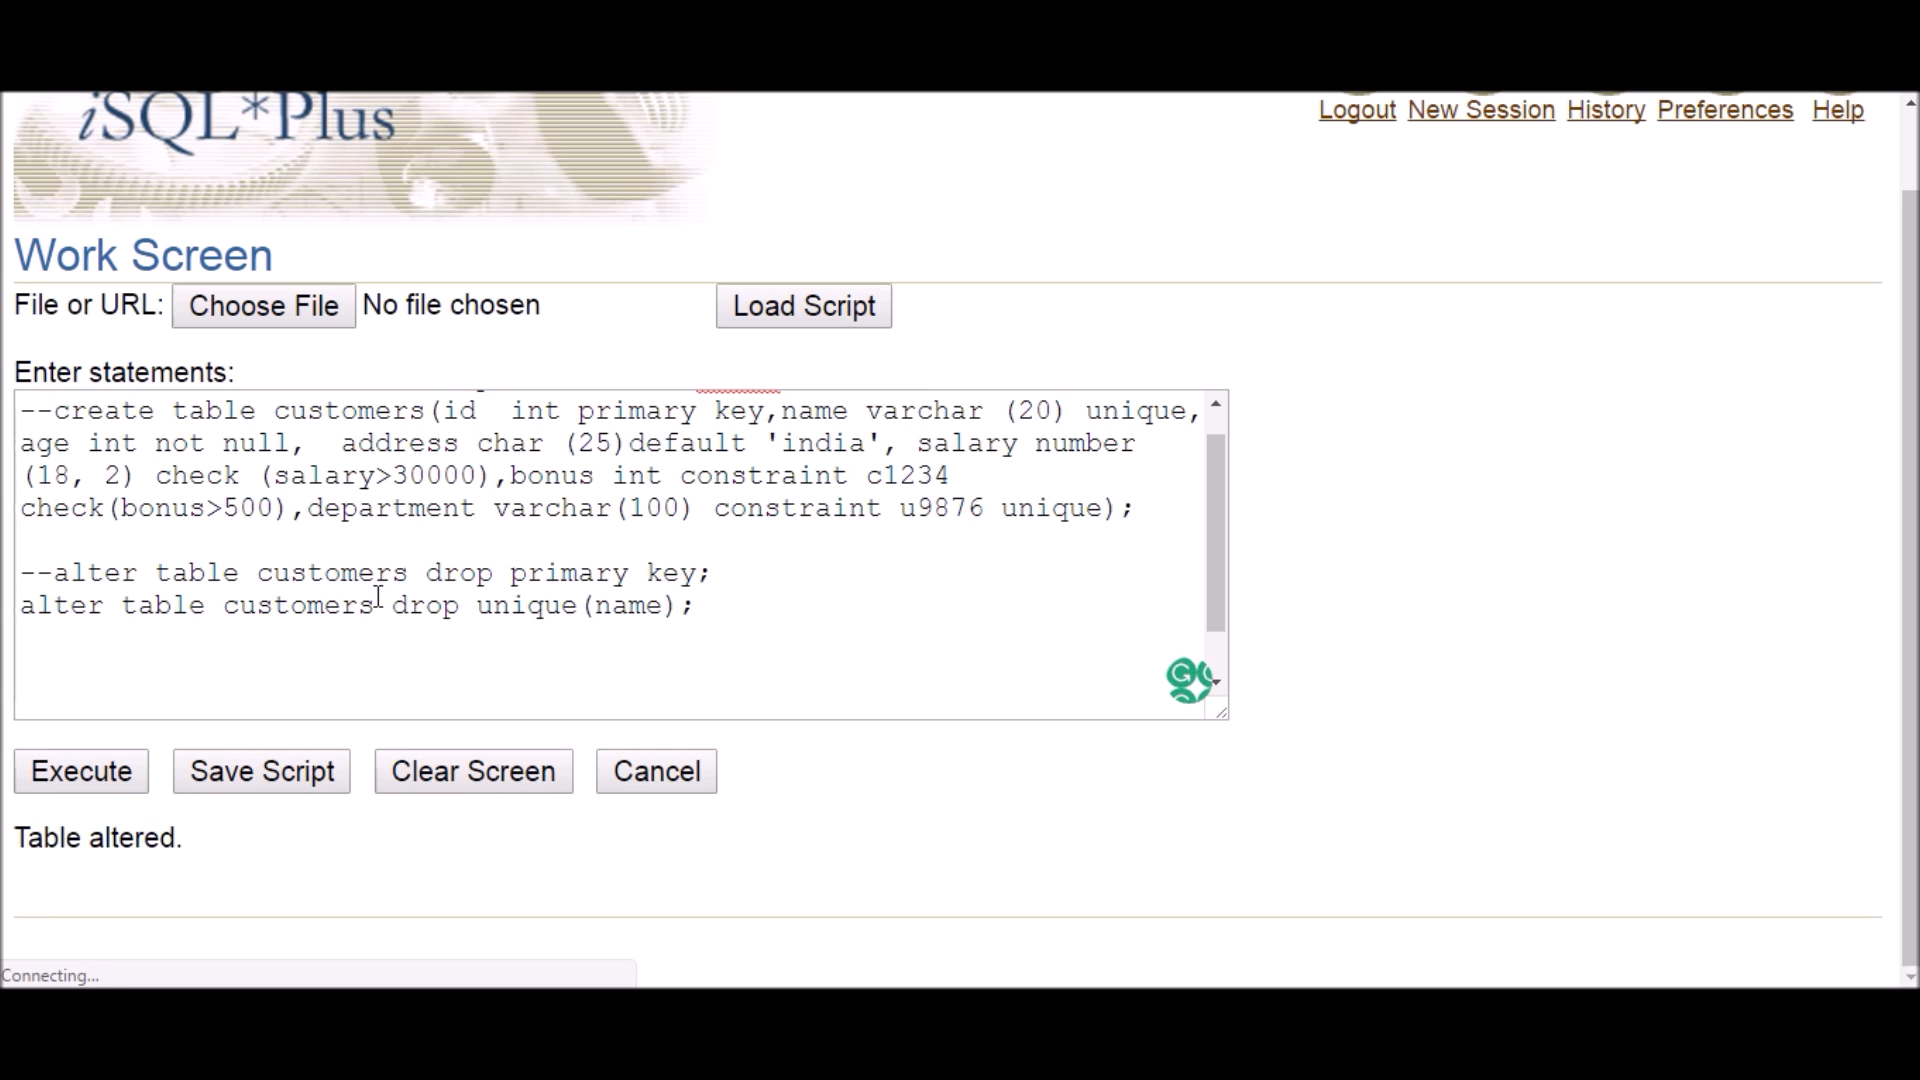 iSQL*Plus
Logout New Session History Preferences Help
Work Screen
File or URL: Choose File No file chosen Load Script
Enter statements:
--create table customers(id  int primary key,name varchar (20) unique,
age int not null,  address char (25)default 'india', salary number
(18, 2) check (salary>30000),bonus int constraint c1234
check(bonus>500),department varchar(100) constraint u9876 unique);
--alter table customers drop primary key;
alter table customers drop unique(name);
Execute Save Script Clear Screen Cancel
Table altered.
Connecting...